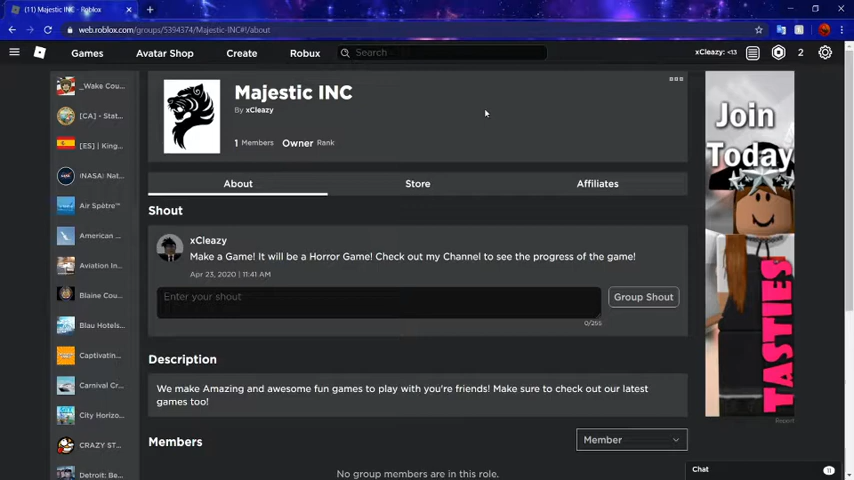 (11) Majestic INC - Roblox
web.roblox.com/groups/5394374/Majestic-INC#!/about
Games
Avatar Shop
Create
Robux
Search
xCleazy: <13
2
_Wake Cou...
[CA] - Stat...
[ES] | King...
(NASA) Nat...
Air Spètre™
American ...
Aviation In...
Blaine Cou...
Blau Hotels...
Captivatin...
Carnival Cr...
City Horizo...
CRAZY ST...
Detroit: Be...
Majestic INC
By xCleazy
1 Members Owner Rank
About
Store
Affiliates
Shout
xCleazy
Make a Game! It will be a Horror Game! Check out my Channel to see the progress of the game!
Apr 23, 2020 | 11:41 AM
Enter your shout
Group Shout
0/255
Description
We make Amazing and awesome fun games to play with you're friends! Make sure to check out our latest
games too!
Members
Member
No group members are in this role.
Join
Today
TASTIES
Report
Chat
11